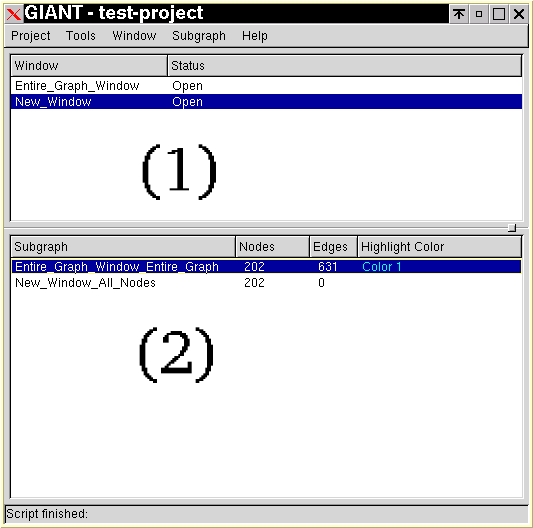 GIANT - test-project
Project Tools Window Subgraph Help
Window Status
Entire_Graph_Window Open
New_Window Open
(1)
Subgraph Nodes Edges Highlight Color
Entire_Graph_Window_Entire_Graph 202 631 Color 1
New_Window_All_Nodes 202 0
(2)
Script finished: